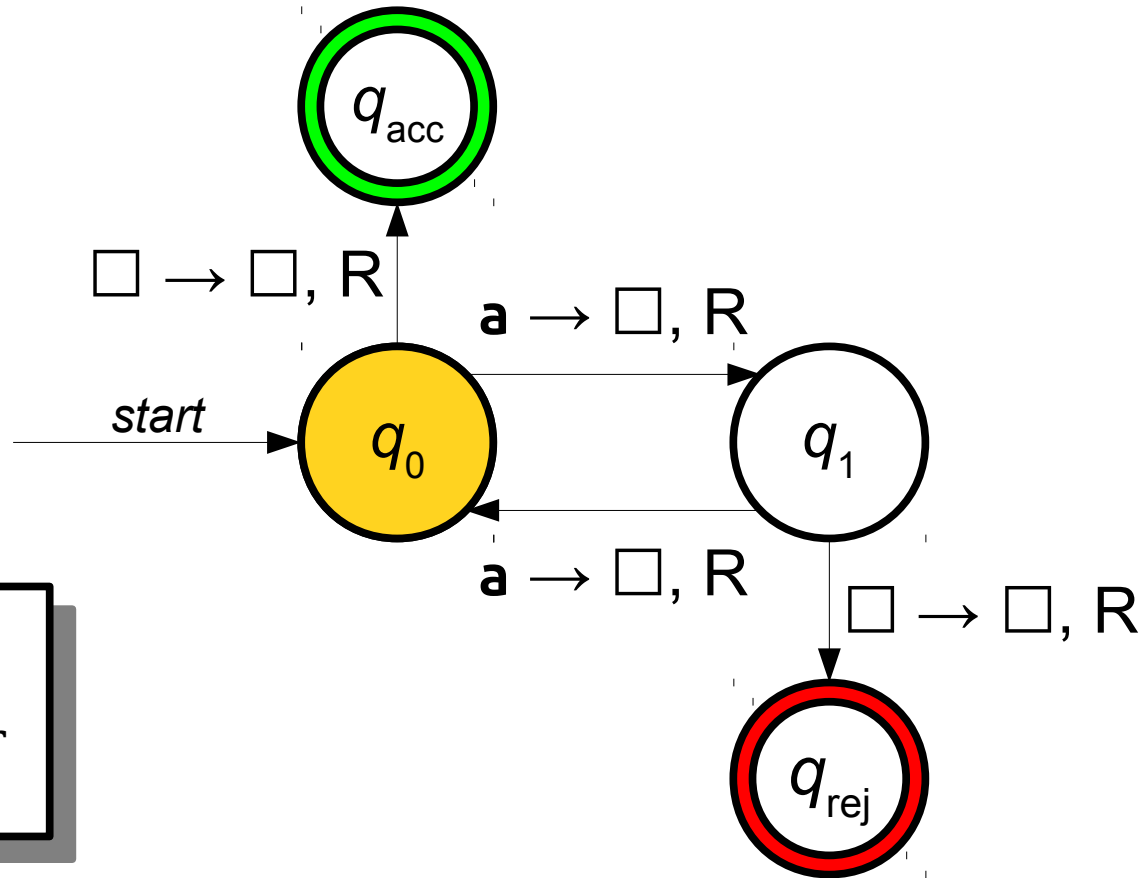 q_acc
□ → □, R
a → □, R
start
q_0
q_1
a → □, R
□ → □, R
q_rej